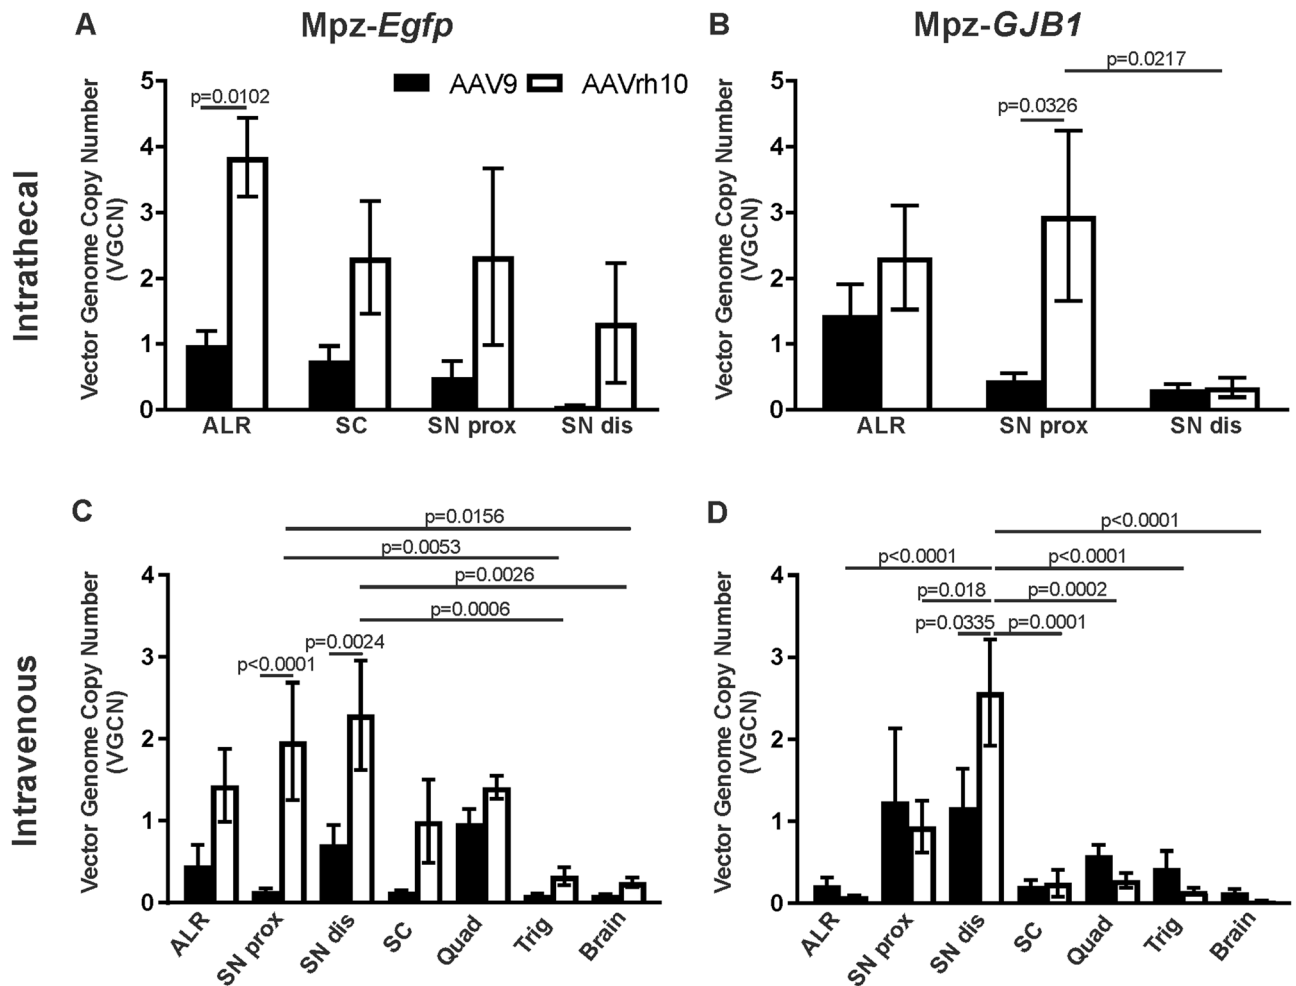 A
Mpz-Egfp
B
Mpz-GJB1
Intrathecal
Vector Genome Copy Number
(VGCN)
AAV9
AAVrh10
5
4
3
2
1
0
p=0.0102
ALR
SC
SN prox
SN dis
Vector Genome Copy Number
(VGCN)
5
4
3
2
1
0
p=0.0217
p=0.0326
ALR
SN prox
SN dis
Intravenous
C
Vector Genome Copy Number
(VGCN)
4
3
2
1
0
p=0.0156
p=0.0053
p=0.0026
p=0.0006
p=0.0024
p<0.0001
ALR
SN prox
SN dis
SC
Quad
Trig
Brain
D
Vector Genome Copy Number
(VGCN)
4
3
2
1
0
p<0.0001
p<0.0001
p<0.0001
p=0.018
p=0.0002
p=0.0335
p=0.0001
ALR
SN prox
SN dis
SC
Quad
Trig
Brain